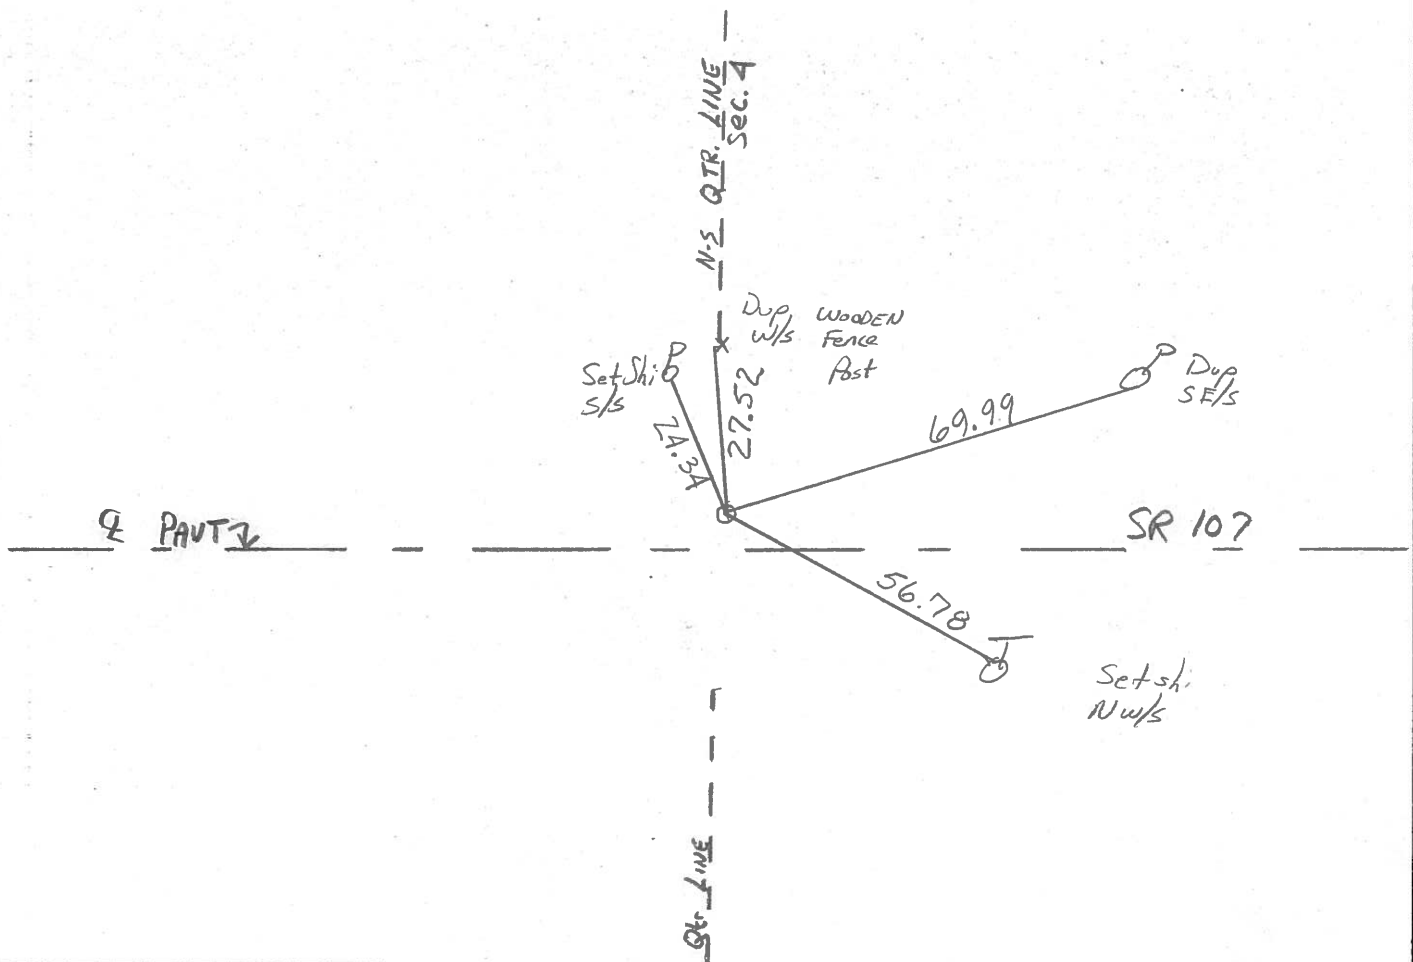 N-S QTR. LINE
Sec. 4
Dup WOODEN
W/s Fence
Post
Set Shi
S/S
P
27.52
24.34
69.99
P
Dup
SE/S
℄ PAVT
SR 107
56.78
Set shi
NW/s
Qtr LINE